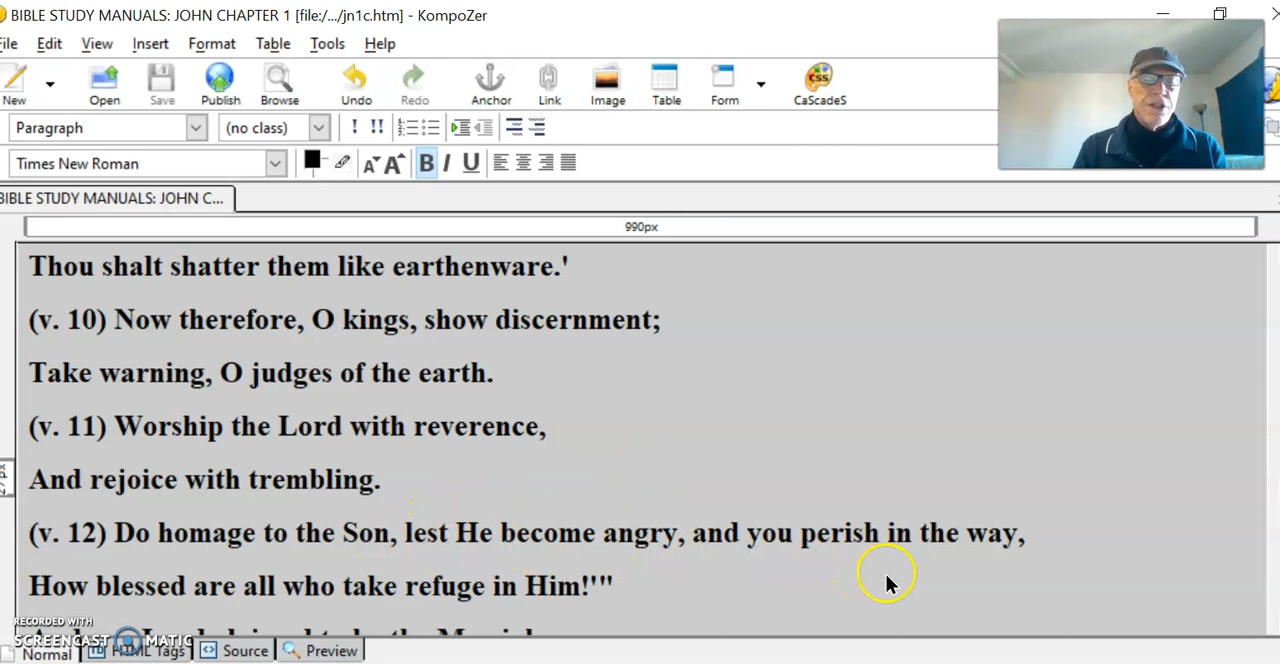 BIBLE STUDY MANUALS: JOHN CHAPTER 1 [file:/.../jn1c.htm] - KompoZer
File Edit View Insert Format Table Tools Help
New Open Save Publish Browse Undo Redo Anchor Link Image Table Form CaScadeS
Paragraph (no class) ! !!
Times New Roman B I U
BIBLE STUDY MANUALS: JOHN C...
990px
Thou shalt shatter them like earthenware.'
(v. 10) Now therefore, O kings, show discernment;
Take warning, O judges of the earth.
(v. 11) Worship the Lord with reverence,
And rejoice with trembling.
(v. 12) Do homage to the Son, lest He become angry, and you perish in the way,
How blessed are all who take refuge in Him!'"
RECORDED WITH
SCREENCAST MATIC
Normal HTML Tags Source Preview